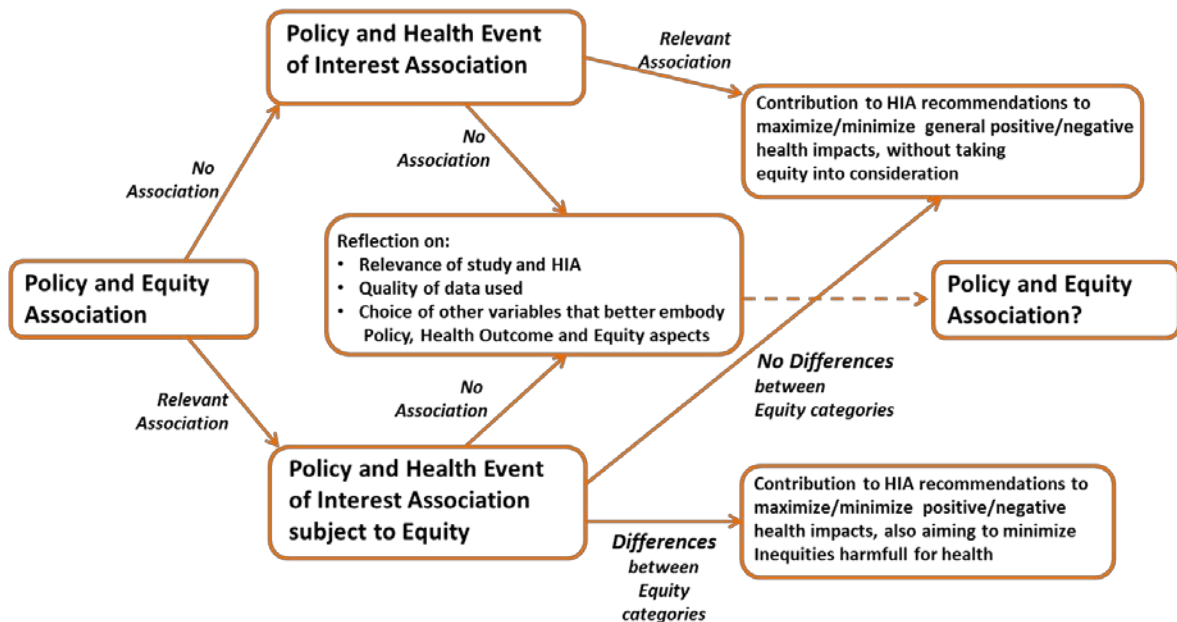 Policy and Health Event
of Interest Association
Relevant
Association
Contribution to HIA recommendations to
maximize/minimize general positive/negative
health impacts, without taking
equity into consideration
No
Association
No
Association
Reflection on:
• Relevance of study and HIA
• Quality of data used
• Choice of other variables that better embody
Policy, Health Outcome and Equity aspects
Policy and Equity
Association
Policy and Equity
Association?
No Differences
between
Equity categories
No
Association
Relevant
Association
Policy and Health Event
of Interest Association
subject to Equity
Contribution to HIA recommendations to
maximize/minimize positive/negative
health impacts, also aiming to minimize
Inequities harmfull for health
Differences
between
Equity
categories